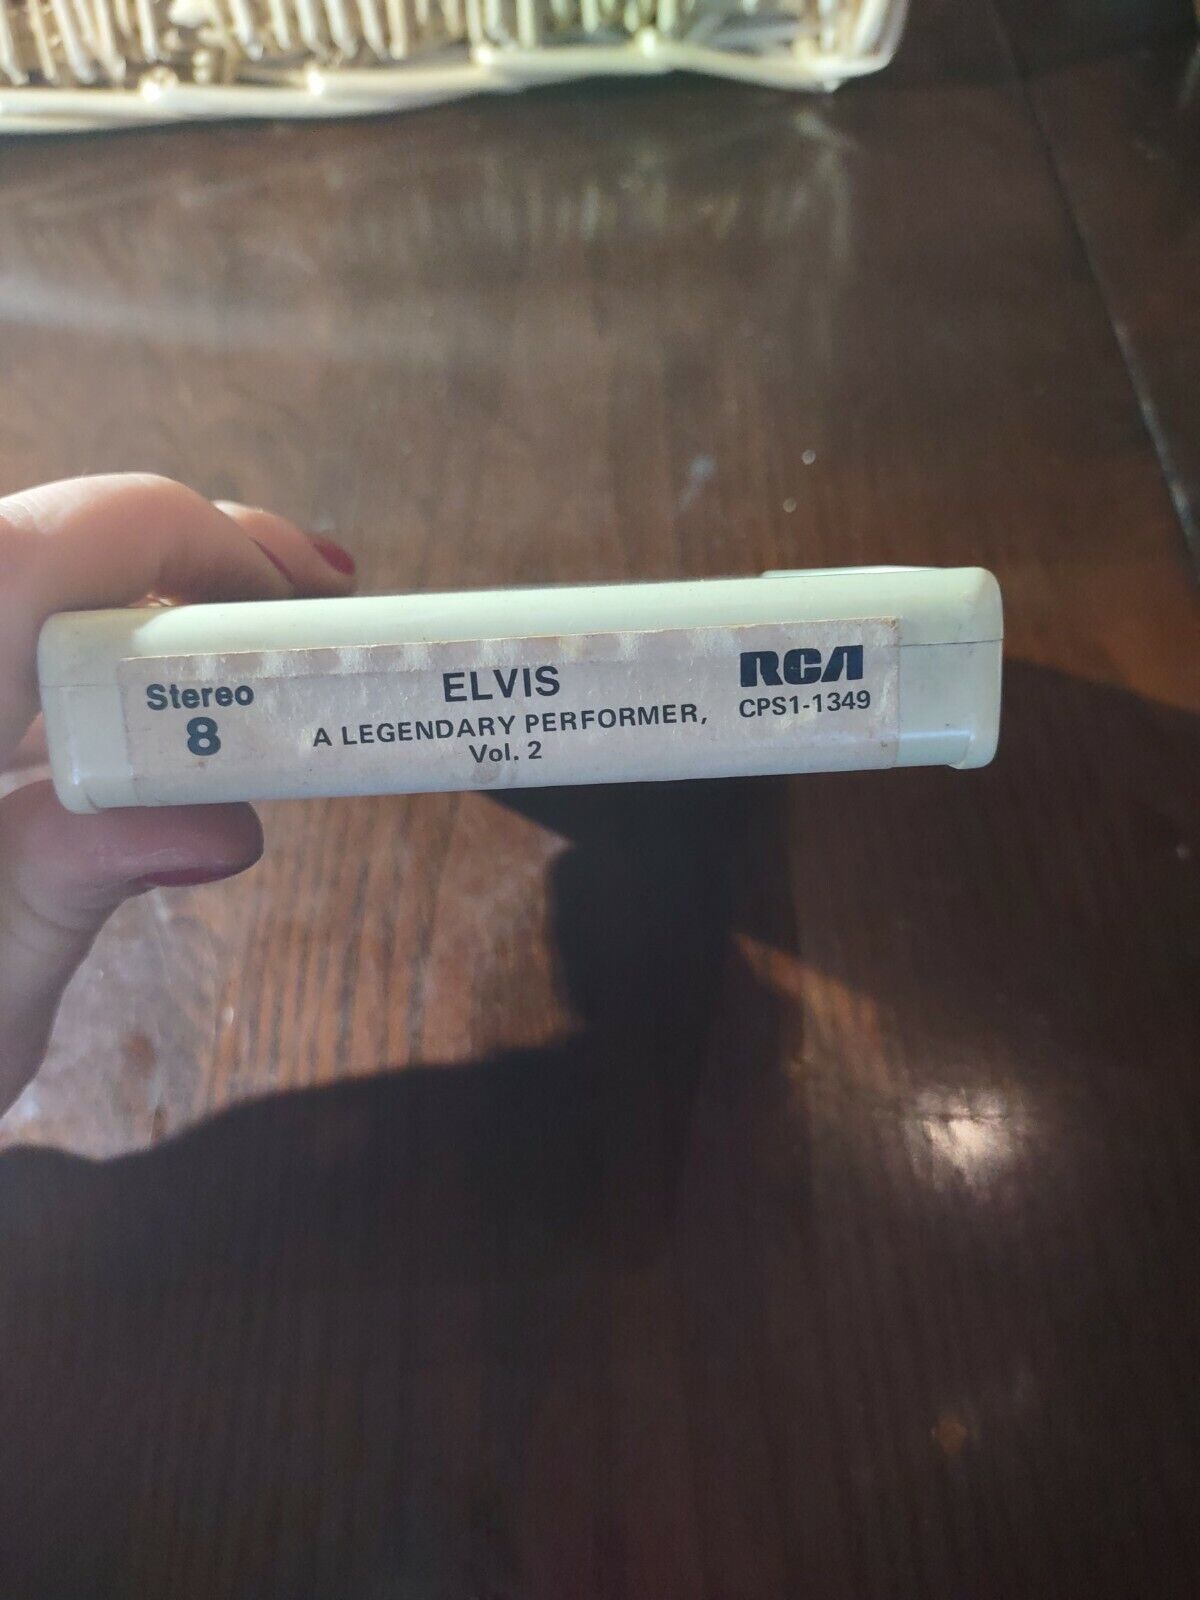 Stereo
8
ELVIS
A LEGENDARY PERFORMER,
Vol. 2
RCA
CPS1-1349